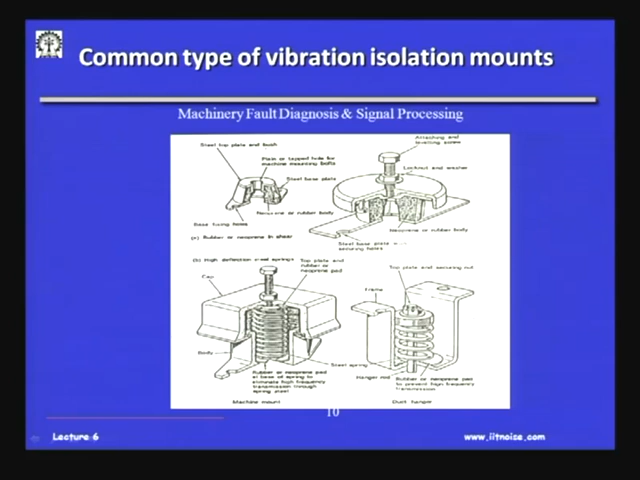 Common type of vibration isolation mounts
Machinery Fault Diagnosis & Signal Processing
Steel top plate and bush
Plain or tapped hole for
machine mounting bolts
Steel base plate
Neoprene or rubber body
Base fixing holes
(a) Rubber or neoprene in shear
Attaching and
levelling screw
Locknut and washer
Neoprene or rubber body
Steel base plate
securing holes
(b) High deflection steel springs
Cap
Top plate and
rubber or
neoprene pad
Body
Steel spring
Rubber or neoprene pad
at base of spring to
eliminate high frequency
transmission through
spring steel
Machine mount
Top plate and securing nut
Frame
Hanger rod
Rubber or neoprene pad
to prevent high frequency
transmission
Duct hanger
10
Lecture 6
www.iitnoise.com